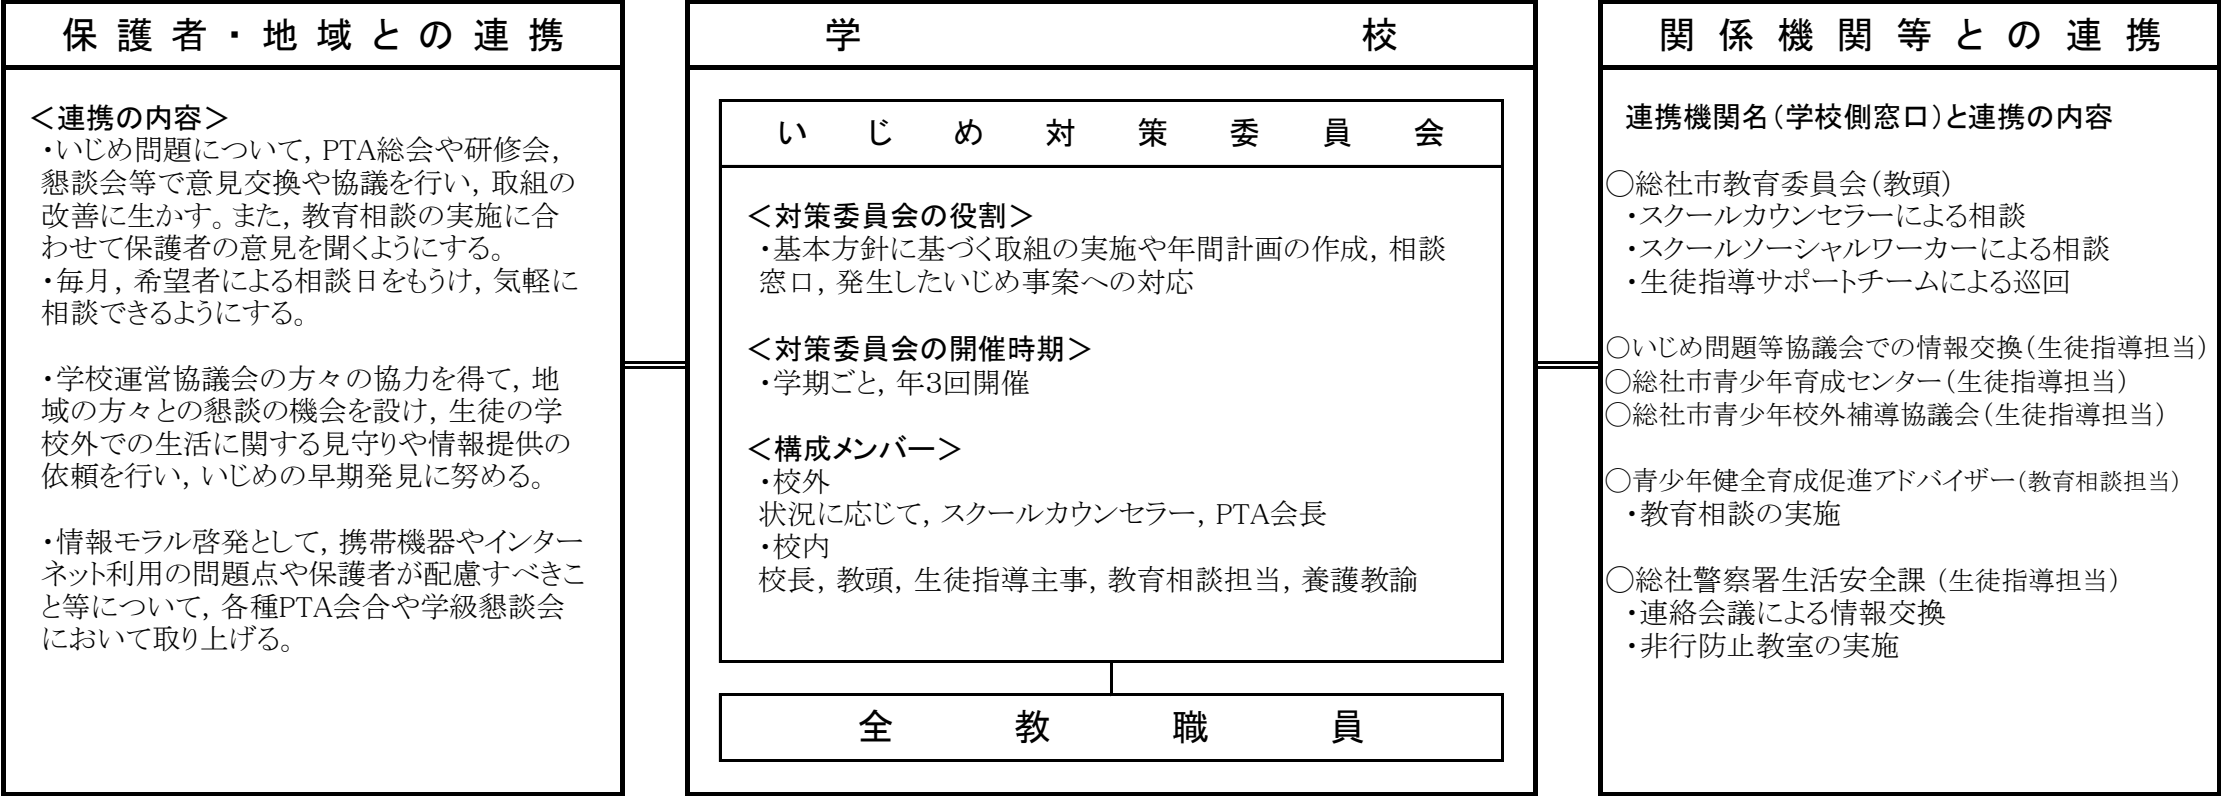 保護者・地域との連携
＜連携の内容＞
・いじめ問題について，PTA総会や研修会，
懇談会等で意見交換や協議を行い，取組の
改善に生かす。また，教育相談の実施に合
わせて保護者の意見を聞くようにする。
・毎月，希望者による相談日をもうけ，気軽に
相談できるようにする。
・学校運営協議会の方々の協力を得て，地
域の方々との懇談の機会を設け，生徒の学
校外での生活に関する見守りや情報提供の
依頼を行い，いじめの早期発見に努める。
・情報モラル啓発として，携帯機器やインター
ネット利用の問題点や保護者が配慮すべきこ
と等について，各種PTA会合や学級懇談会
において取り上げる。
学校
いじめ対策委員会
＜対策委員会の役割＞
・基本方針に基づく取組の実施や年間計画の作成，相談
窓口，発生したいじめ事案への対応
＜対策委員会の開催時期＞
・学期ごと，年３回開催
＜構成メンバー＞
・校外
状況に応じて，スクールカウンセラー，PTA会長
・校内
校長，教頭，生徒指導主事，教育相談担当，養護教諭
全教職員
関係機関等との連携
連携機関名（学校側窓口）と連携の内容
○総社市教育委員会（教頭）
・スクールカウンセラーによる相談
・スクールソーシャルワーカーによる相談
・生徒指導サポートチームによる巡回
○いじめ問題等協議会での情報交換（生徒指導担当）
○総社市青少年育成センター（生徒指導担当）
○総社市青少年校外補導協議会（生徒指導担当）
○青少年健全育成促進アドバイザー（教育相談担当）
・教育相談の実施
○総社警察署生活安全課（生徒指導担当）
・連絡会議による情報交換
・非行防止教室の実施